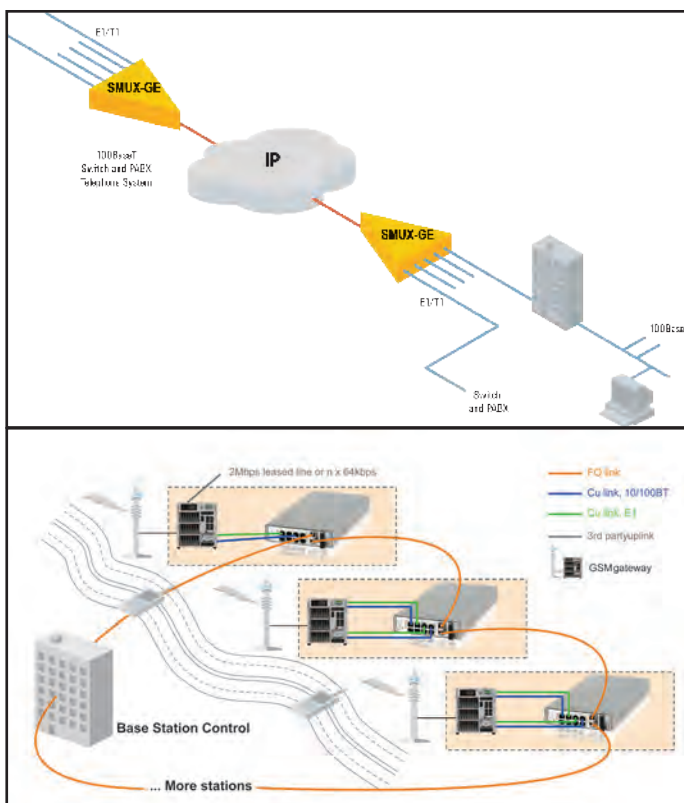 E1/T1
SMUX-GE
100BaseT
Switch and PABX
Telephone System
IP
SMUX-GE
E1/T1
100Base
Switch
and PABX
2Mbps leased line or n x 64kbps
FO link
Cu link, 10/100BT
Cu link, E1
3rd partyuplink
GSMgateway
Base Station Control
... More stations